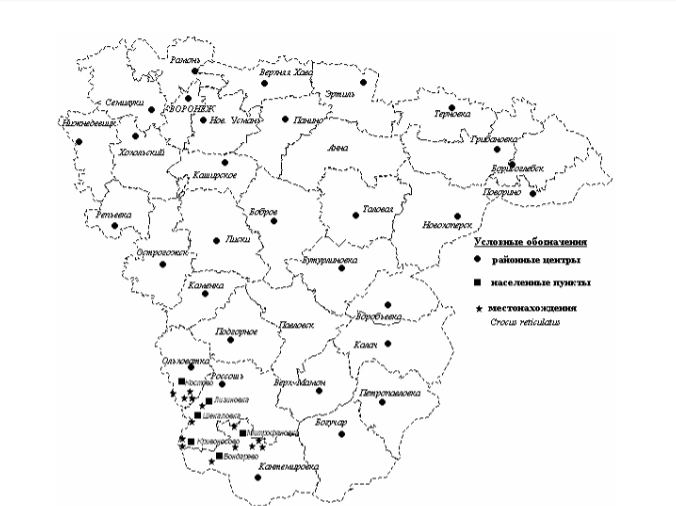 Рамонь
Верхняя Хава
Эртиль
Семилуки
ВОРОНЕЖ
Нов. Усмань
Панино
Терновка
Нижнедевицк
Хохольский
Анна
Грибановка
Борисоглебск
Каширское
Поворино
Репьевка
Бобров
Таловая
Новохоперск
Лиски
Острогожск
Бутурлиновка
Условные обозначения
районные центры
населенные пункты
местонахождения
Crocus reticulatus
Каменка
Воробьевка
Подгорное
Павловск
Калач
Ольховатка
Россошь
Верх. Мамон
Петропавловка
Лизиновка
Шекаловка
Богучар
Митрофановка
Кривоносово
Бондарево
Кантемировка